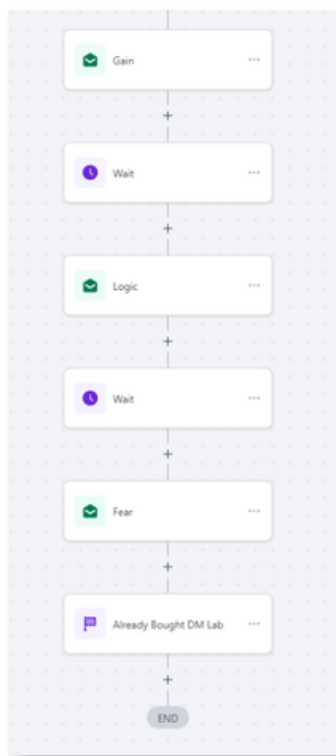 Gain
Wait
Logic
Wait
Fear
Already Bought DM Lab
END